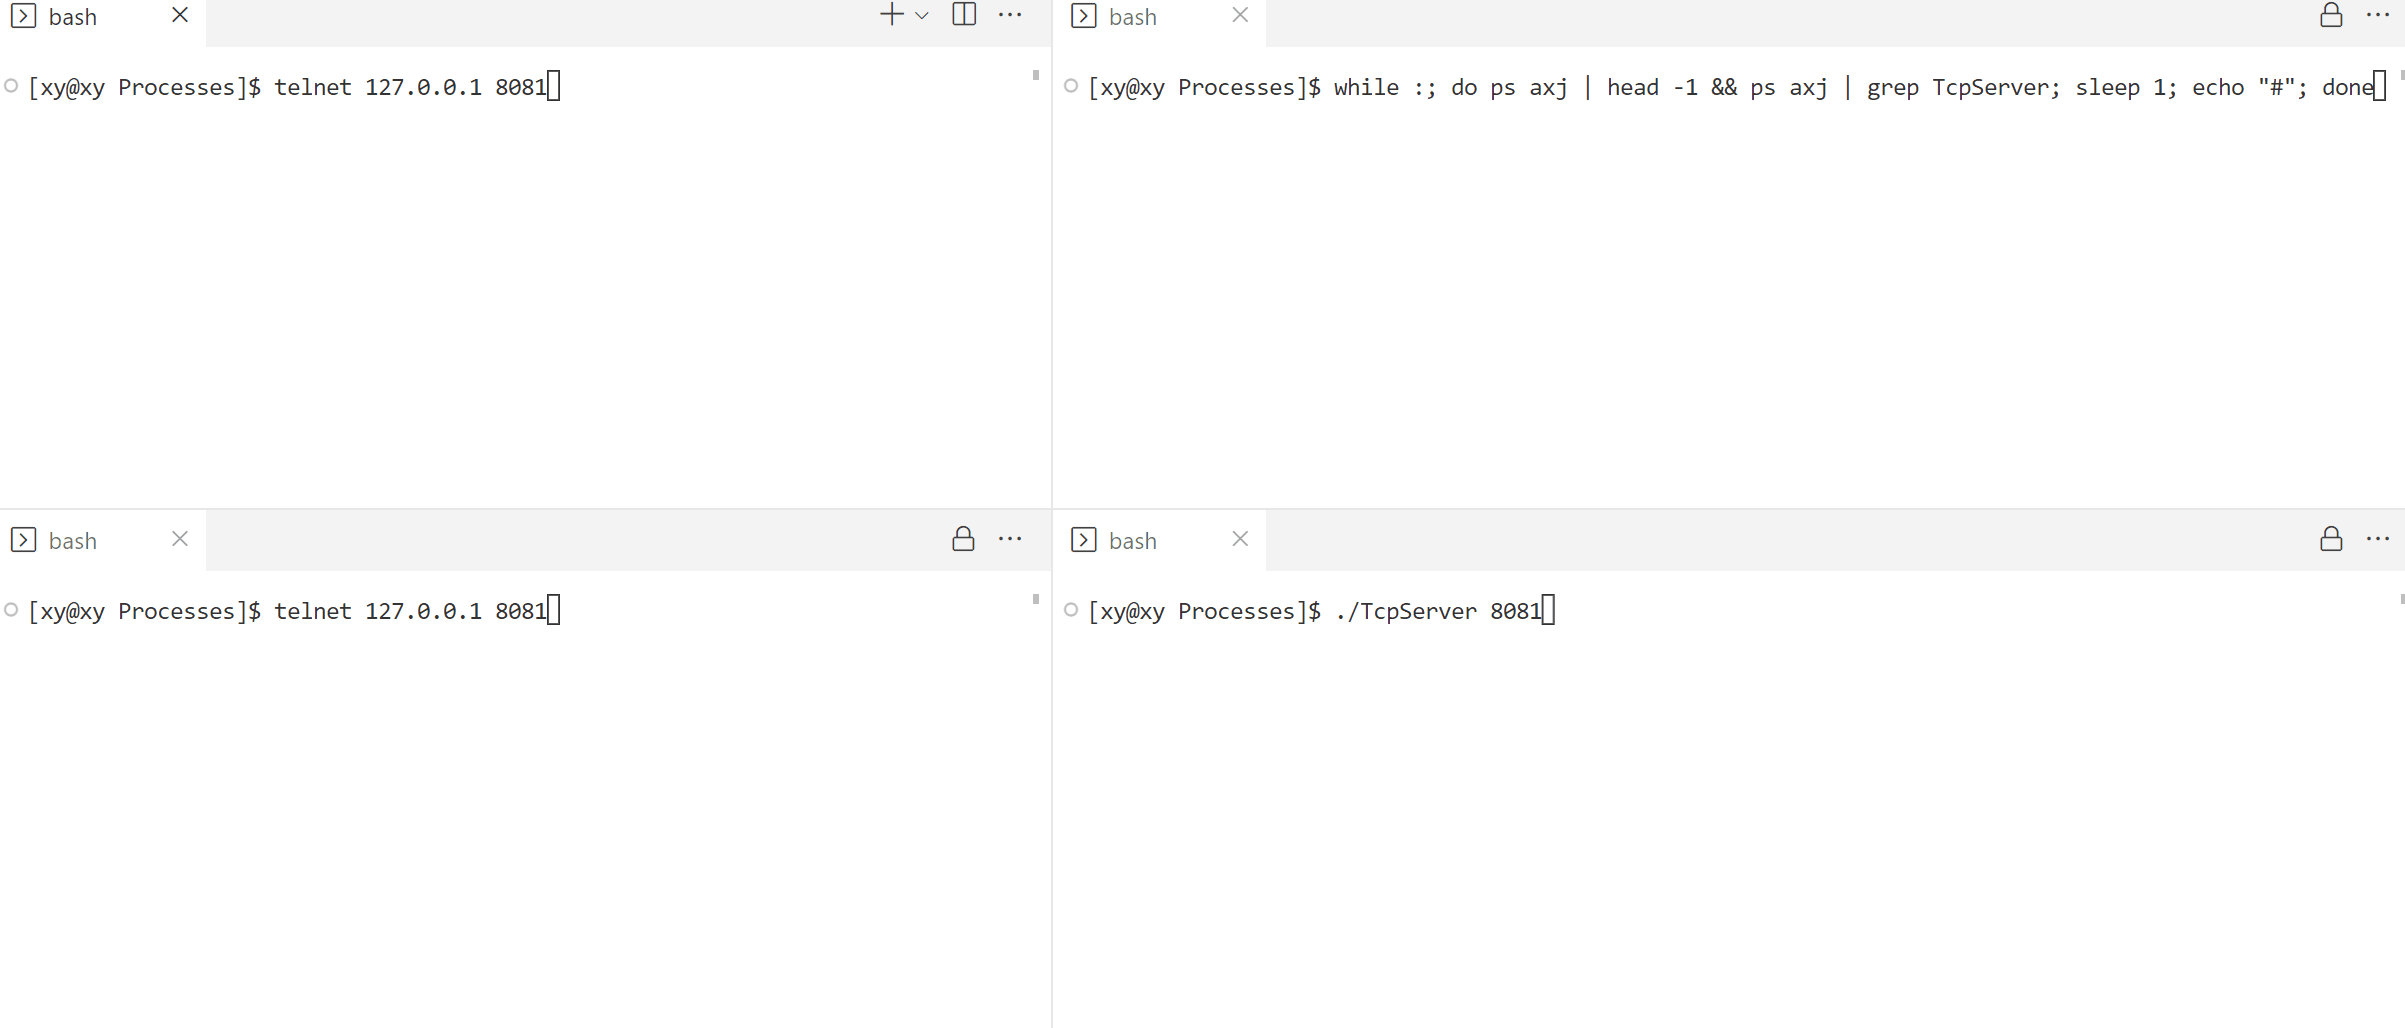 bash
[xy@xy Processes]$ telnet 127.0.0.1 8081
bash
[xy@xy Processes]$ while :; do ps axj | head -1 && ps axj | grep TcpServer; sleep 1; echo "#"; done
bash
[xy@xy Processes]$ telnet 127.0.0.1 8081
bash
[xy@xy Processes]$ ./TcpServer 8081